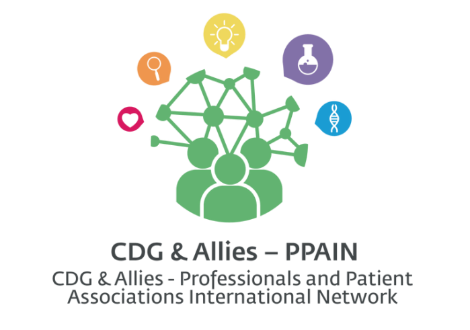 CDG & Allies – PPAIN
CDG & Allies - Professionals and Patient
Associations International Network